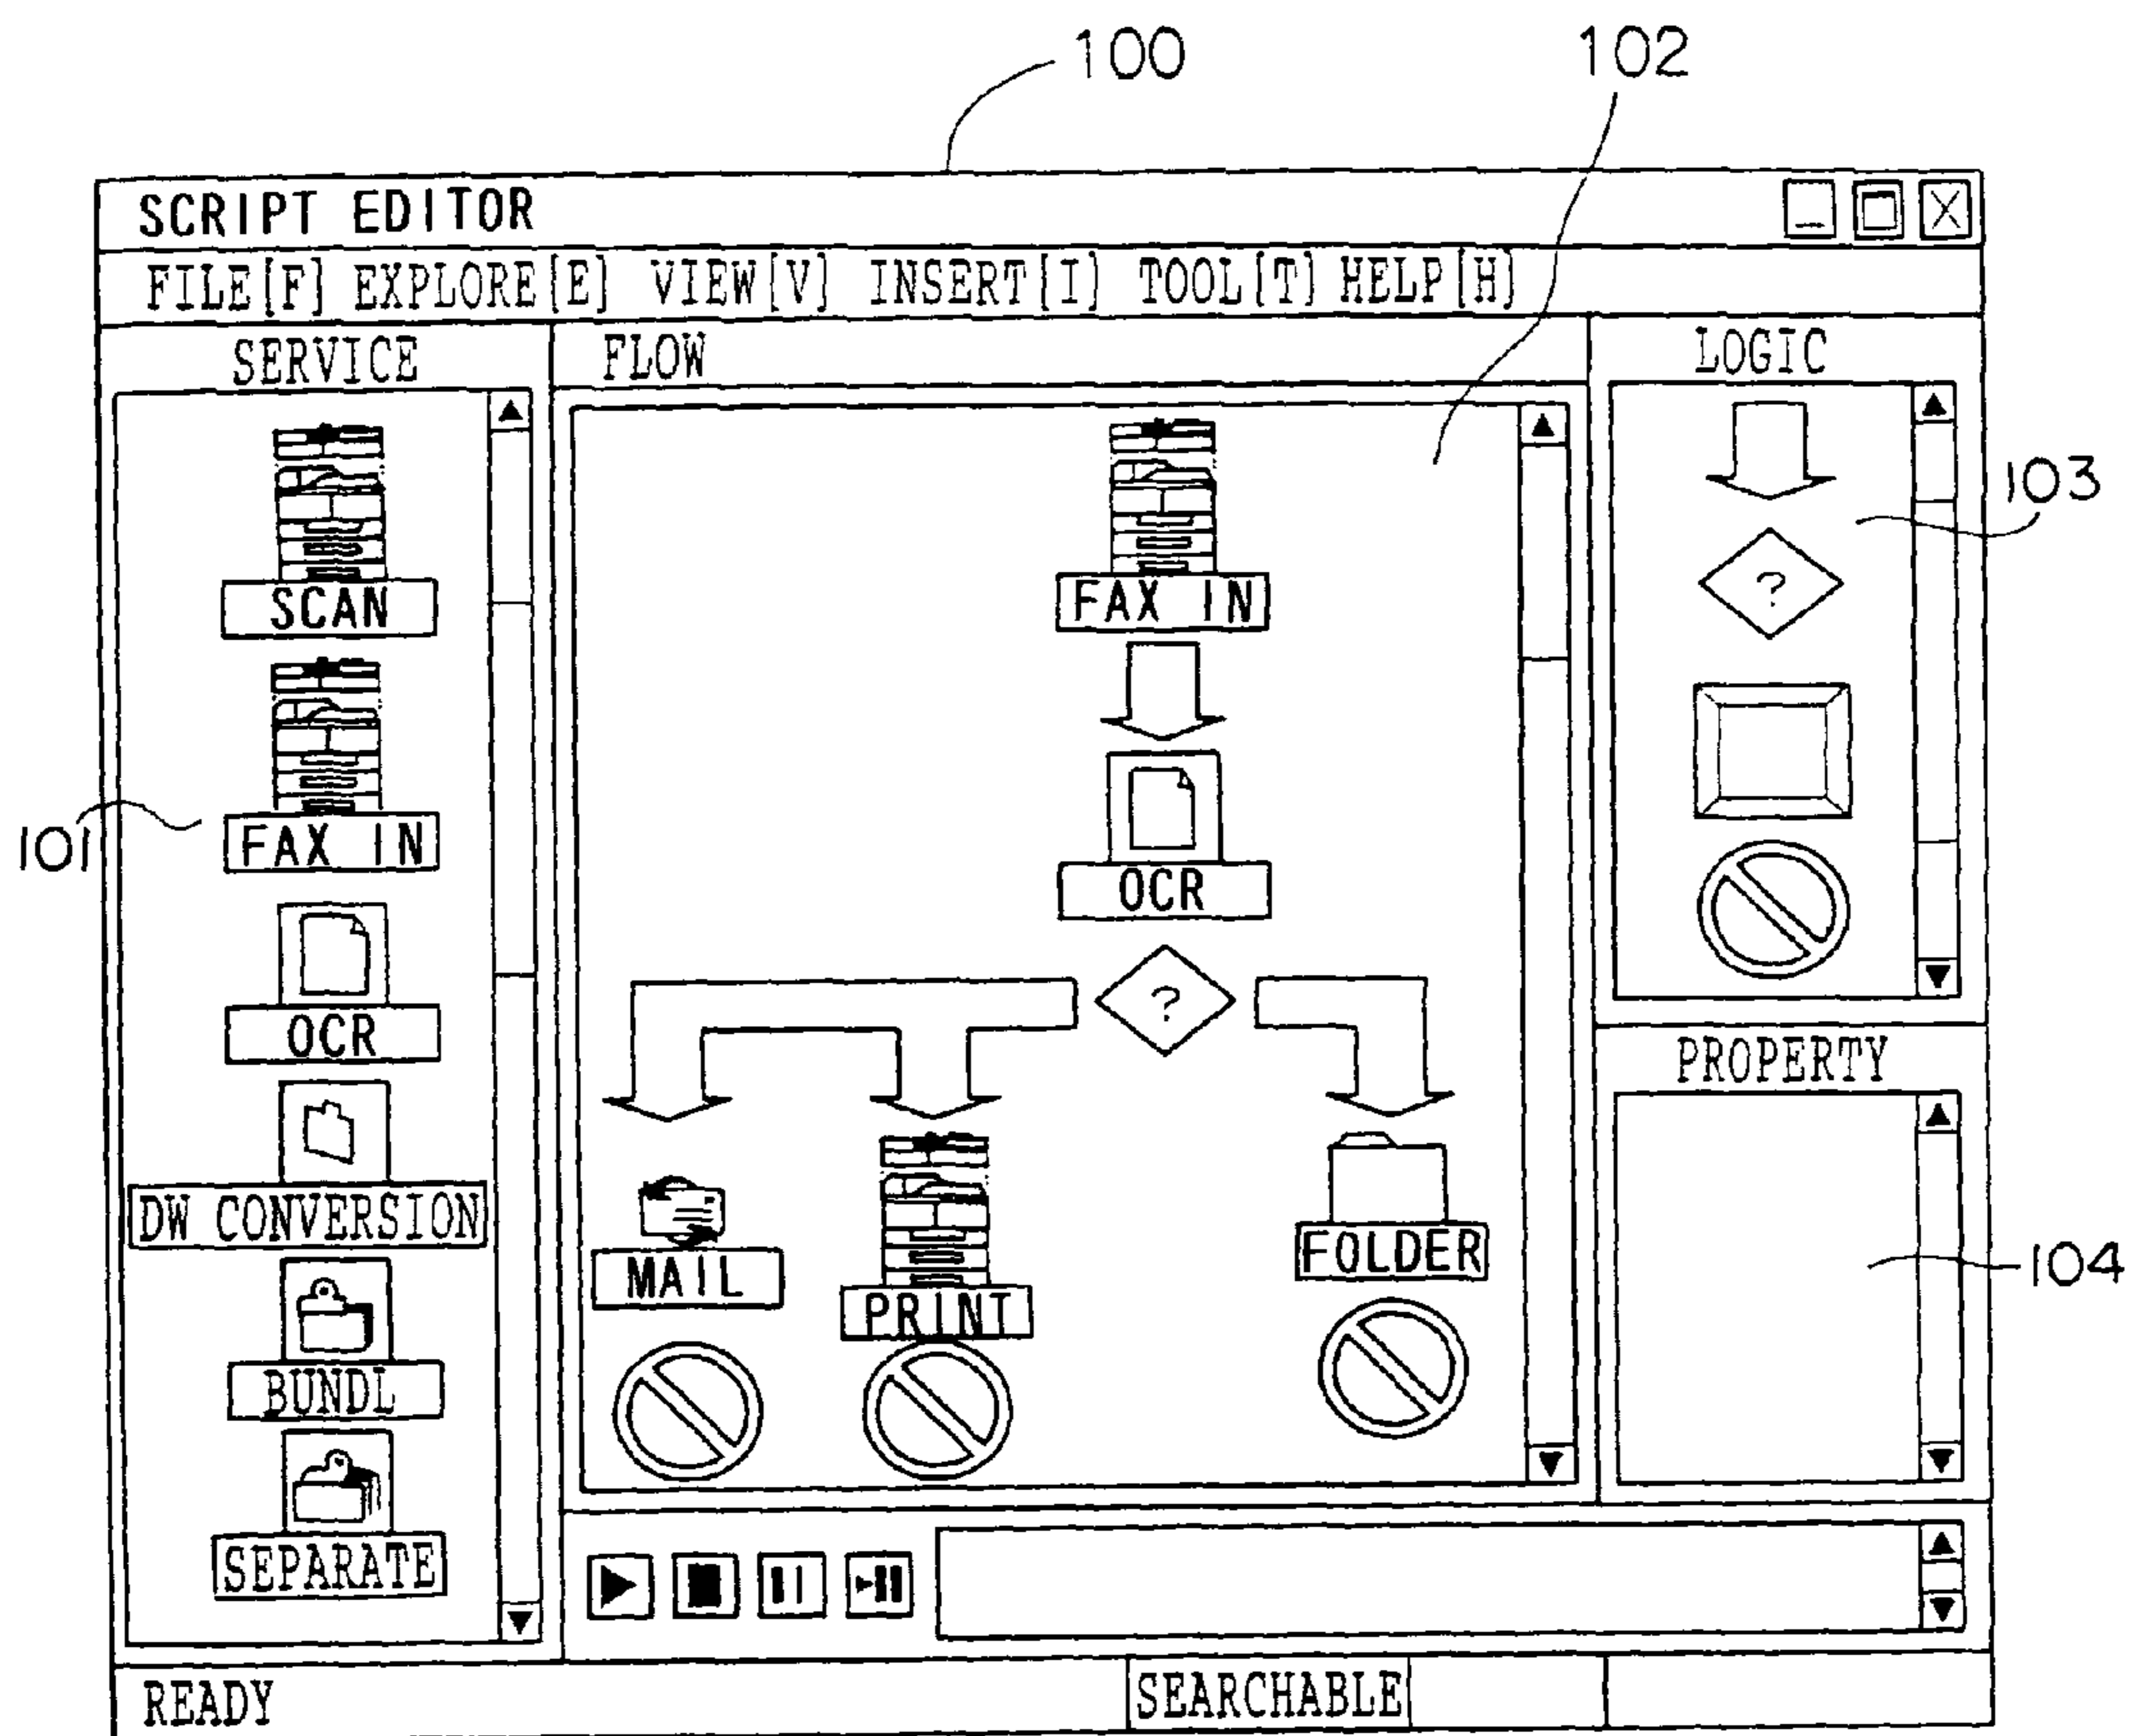 100
102
SCRIPT EDITOR
FILE[F] EXPLORE[E] VIEW[V] INSERT[I] TOOL[T] HELP[H]
SERVICE
SCAN
FAX IN
101
OCR
DW CONVERSION
BUNDL
SEPARATE
FLOW
FAX IN
OCR
?
MAIL
PRINT
FOLDER
LOGIC
103
?
PROPERTY
104
READY
SEARCHABLE